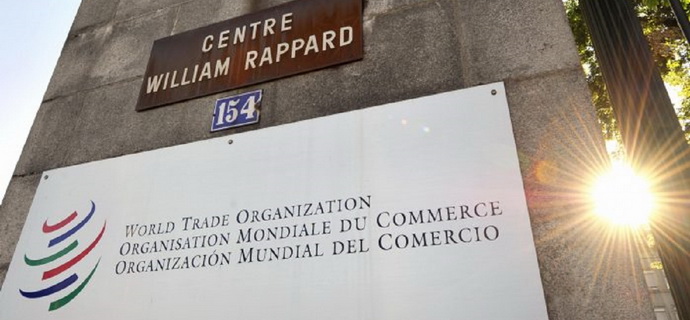 CENTRE
WILLIAM RAPPARD
154
WORLD TRADE ORGANIZATION
ORGANISATION MONDIALE DU COMMERCE
ORGANIZACIÓN MUNDIAL DEL COMERCIO